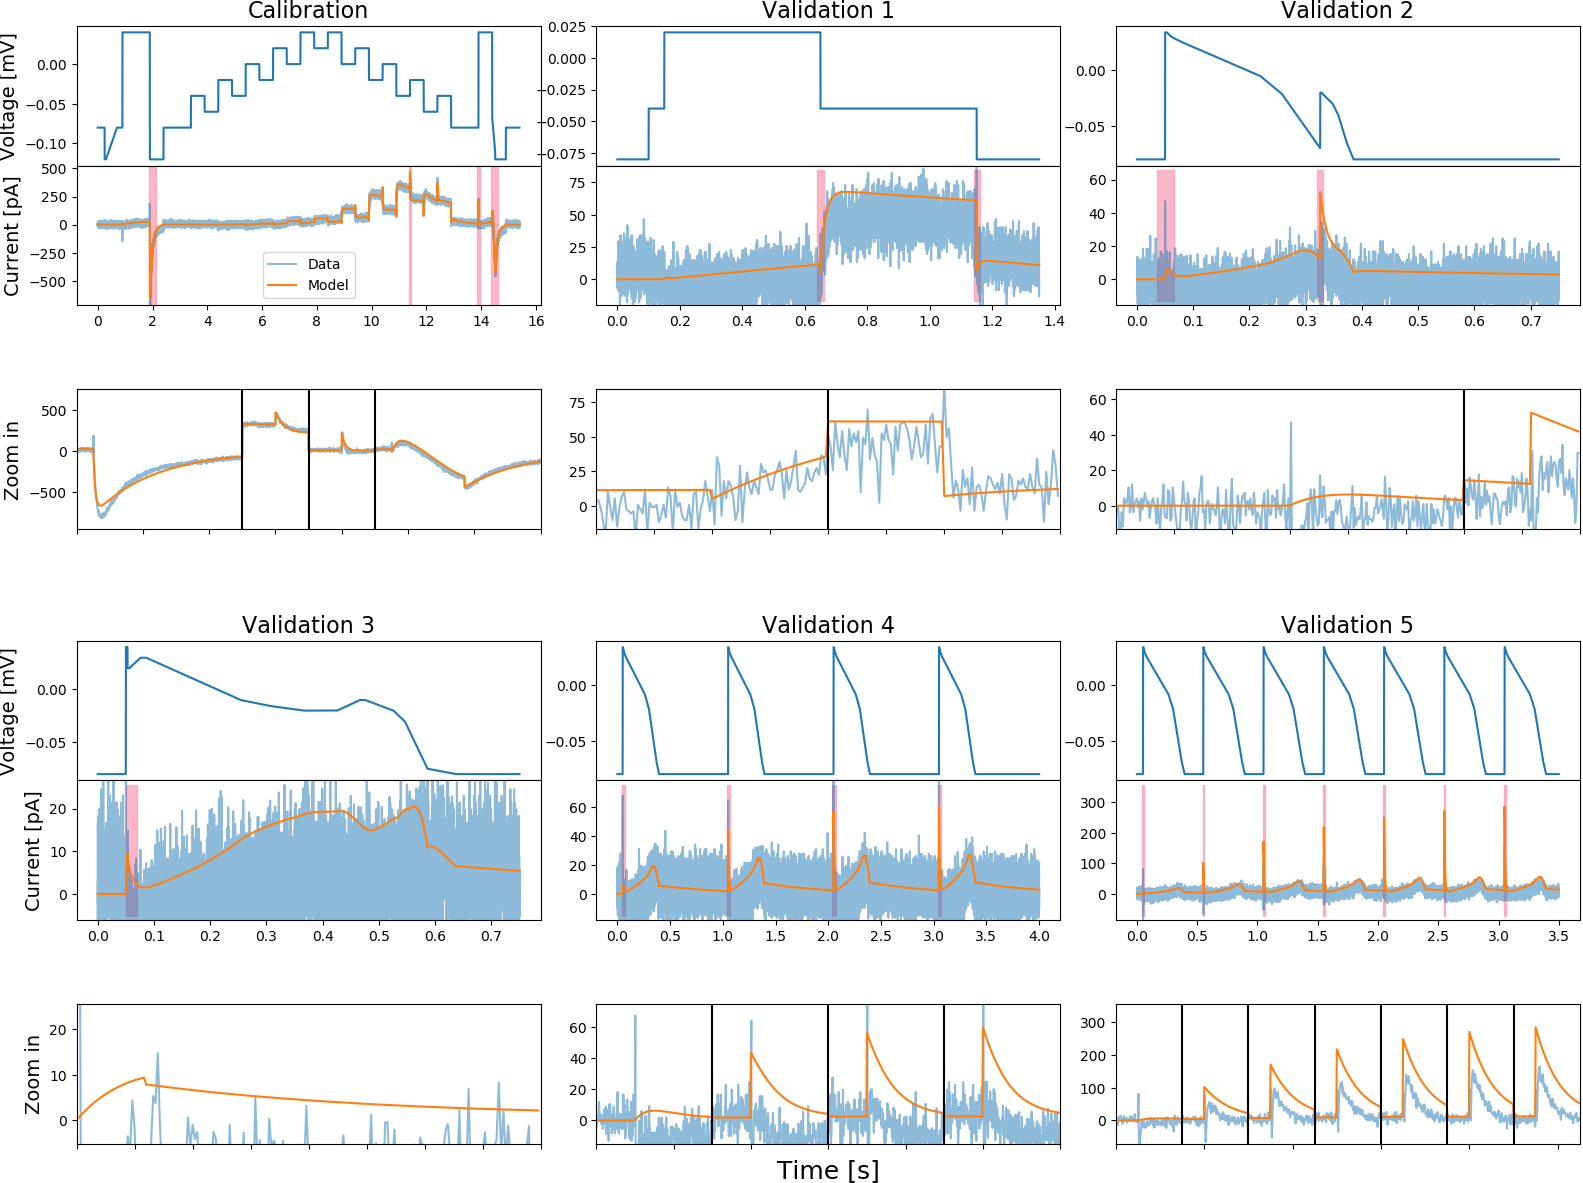 Calibration
Validation 1
Validation 2
Voltage [mV]
0.00
−0.05
−0.10
0.025
0.000
−0.025
−0.050
−0.075
0.00
−0.05
Current [pA]
500
250
0
−250
−500
Data
Model
75
50
25
0
60
40
20
0
0 2 4 6 8 10 12 14 16
0.0 0.2 0.4 0.6 0.8 1.0 1.2 1.4
0.0 0.1 0.2 0.3 0.4 0.5 0.6 0.7
Zoom in
500
0
−500
75
50
25
0
60
40
20
0
Validation 3
Validation 4
Validation 5
Voltage [mV]
0.00
−0.05
0.00
−0.05
0.00
−0.05
Current [pA]
20
10
0
60
40
20
0
300
200
100
0
0.0 0.1 0.2 0.3 0.4 0.5 0.6 0.7
0.0 0.5 1.0 1.5 2.0 2.5 3.0 3.5 4.0
0.0 0.5 1.0 1.5 2.0 2.5 3.0 3.5
Zoom in
20
10
0
60
40
20
0
300
200
100
0
Time [s]